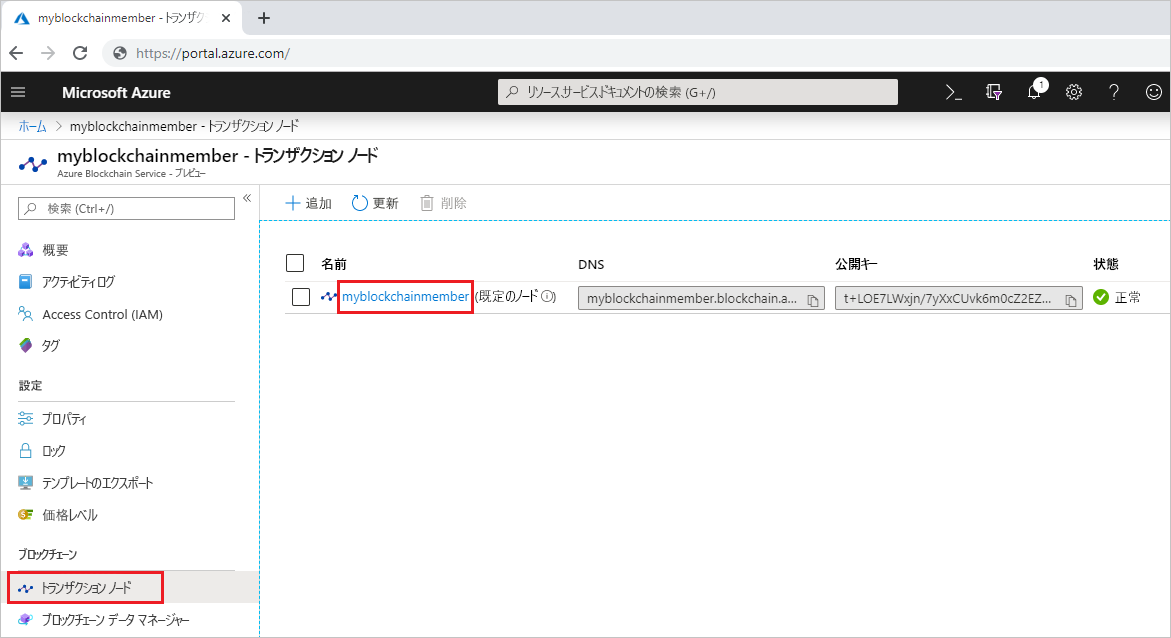 myblockchainmember - トランザク
https://portal.azure.com/
Microsoft Azure
リソース サービス ドキュメントの検索 (G+/)
1
ホーム > myblockchainmember - トランザクション ノード
myblockchainmember - トランザクション ノード
Azure Blockchain Service - プレビュー
検索 (Ctrl+/)
追加 更新 削除
概要
アクティビティ ログ
Access Control (IAM)
タグ
設定
プロパティ
ロック
テンプレートのエクスポート
価格レベル
ブロックチェーン
トランザクション ノード
ブロックチェーン データ マネージャー
名前 DNS 公開キー 状態
myblockchainmember (既定のノード) myblockchainmember.blockchain.a... t+LOE7LWxjn/7yXxCUvk6m0cZ2EZ... 正常